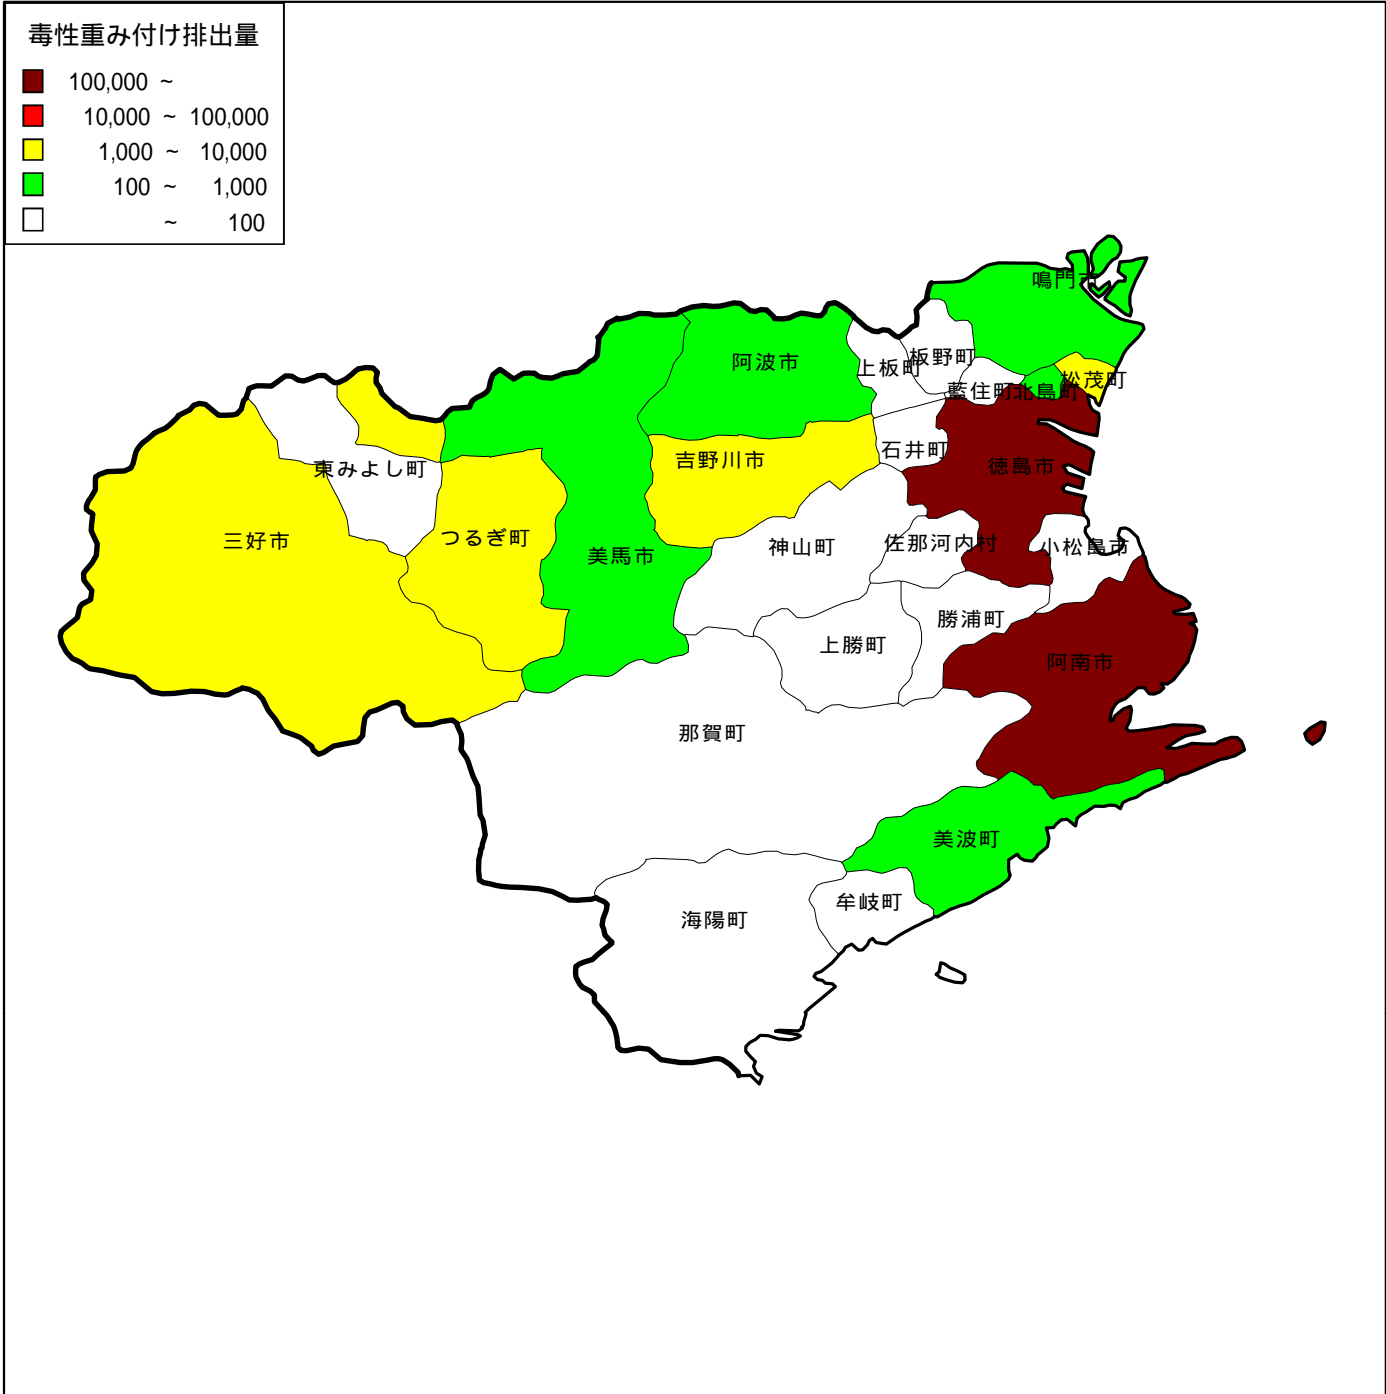 毒性重み付け排出量
100,000 ~
10,000 ~ 100,000
1,000 ~ 10,000
100 ~ 1,000
~ 100
鳴門市
阿波市
上板町
板野町
藍住町
北島町
松茂町
東みよし町
吉野川市
石井町
徳島市
三好市
つるぎ町
美馬市
神山町
佐那河内村
小松島市
勝浦町
上勝町
阿南市
那賀町
美波町
牟岐町
海陽町